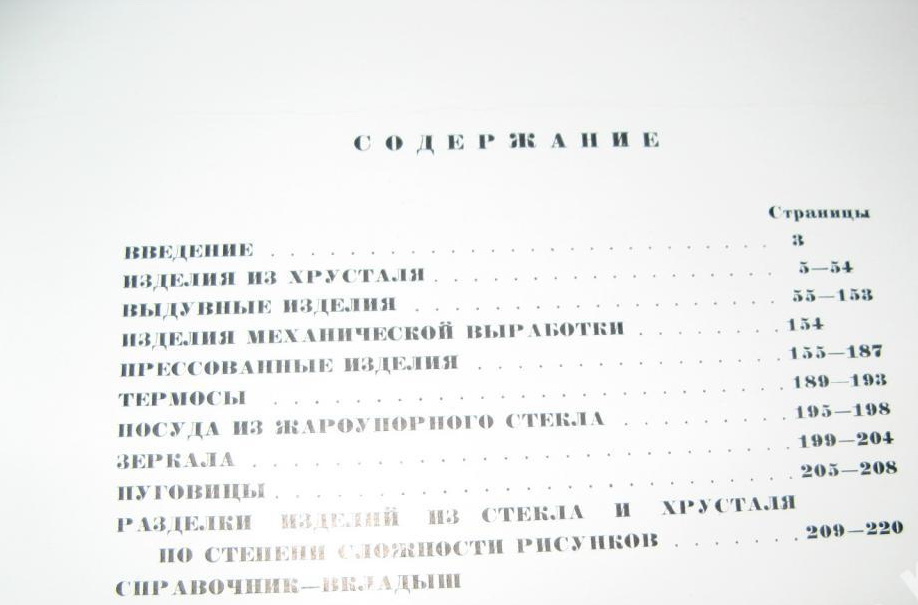 СОДЕРЖАНИЕ
Страницы
ВВЕДЕНИЕ . . . . . . . . . . . . . . . . . . . . . . . . . . . 3
ИЗДЕЛИЯ ИЗ ХРУСТАЛЯ . . . . . . . . . . . . . . . . . . 5—54
ВЫДУВНЫЕ ИЗДЕЛИЯ . . . . . . . . . . . . . . . . . . . 55—153
ИЗДЕЛИЯ МЕХАНИЧЕСКОЙ ВЫРАБОТКИ . . . . . . . . 154
ПРЕССОВАННЫЕ ИЗДЕЛИЯ . . . . . . . . . . . . . . . . 155—187
ТЕРМОСЫ . . . . . . . . . . . . . . . . . . . . . . . . . . . 189—193
ПОСУДА ИЗ ЖАРОУПОРНОГО СТЕКЛА . . . . . . . . . 195—198
ЗЕРКАЛА . . . . . . . . . . . . . . . . . . . . . . . . . . . 199—204
ПУГОВИЦЫ . . . . . . . . . . . . . . . . . . . . . . . . . . 205—208
РАЗДЕЛКИ ИЗДЕЛИЙ ИЗ СТЕКЛА И ХРУСТАЛЯ
ПО СТЕПЕНИ СЛОЖНОСТИ РИСУНКОВ . . . . . . . 209—220
СПРАВОЧНИК—ВКЛАДЫШ